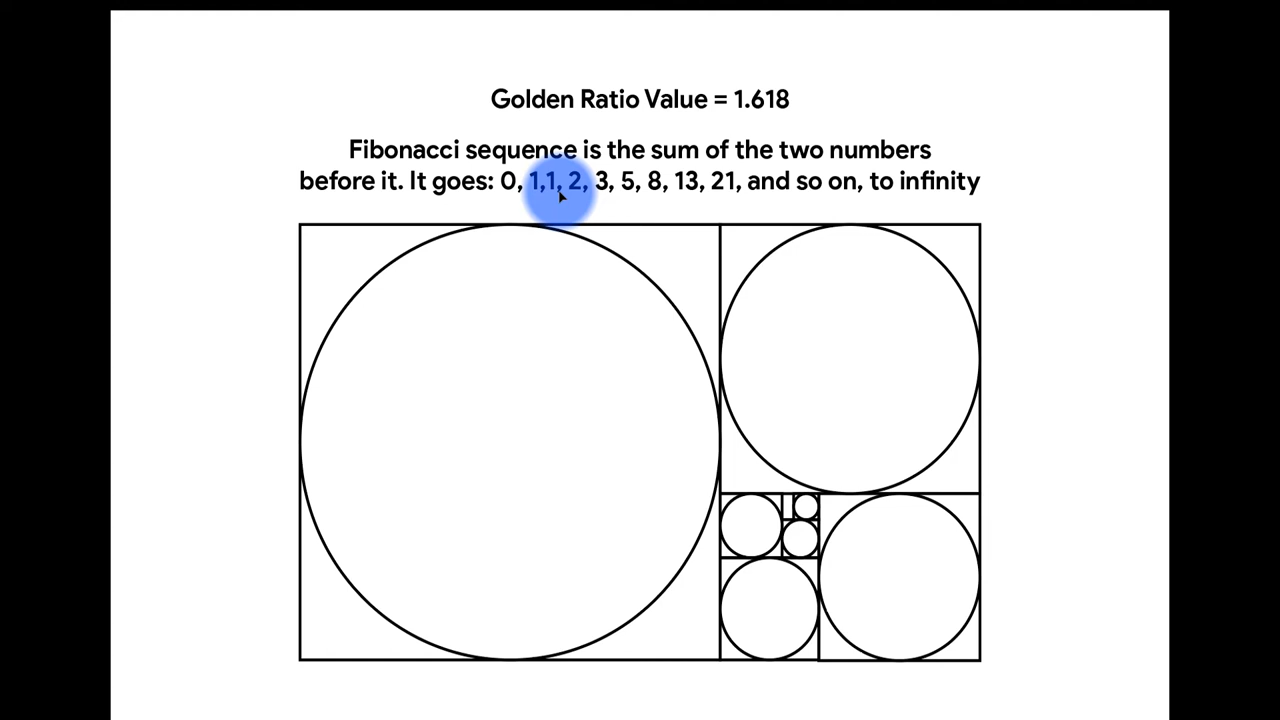 Golden Ratio Value = 1.618
Fibonacci sequence is the sum of the two numbers
before it. It goes: 0, 1,1, 2, 3, 5, 8, 13, 21, and so on, to infinity